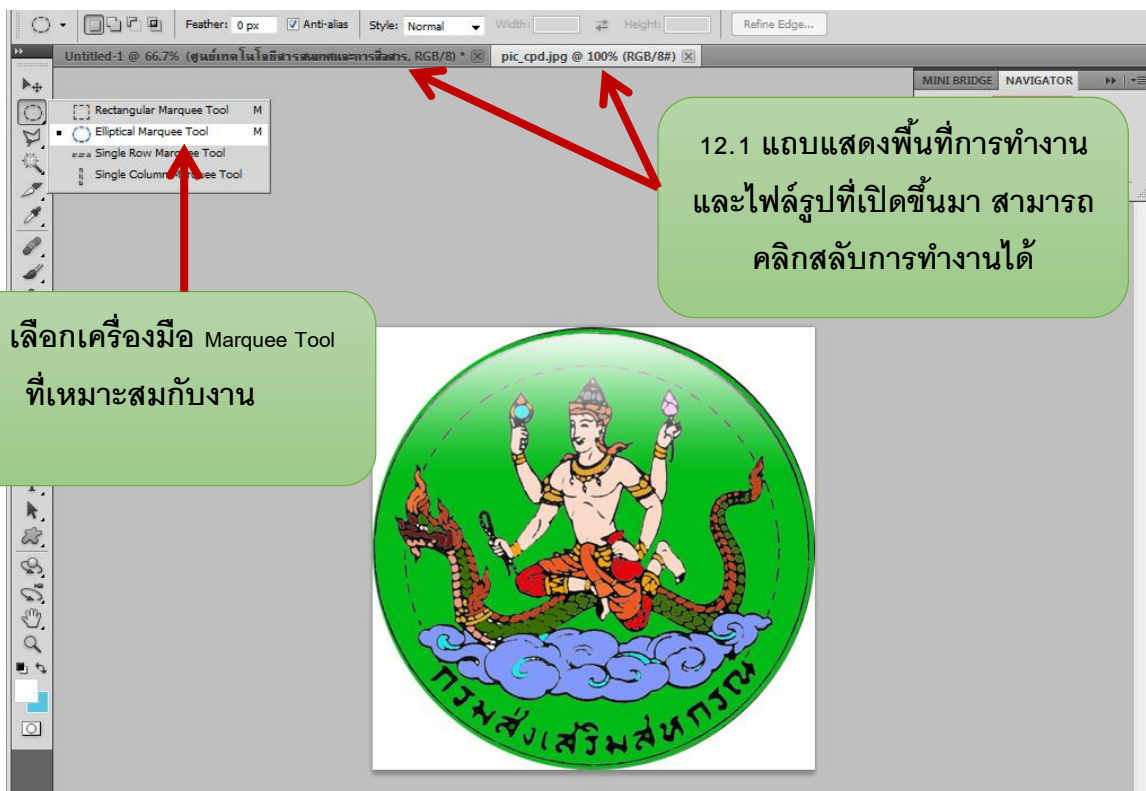 Feather: 0 px Anti-alias Style: Normal Width: Height: Refine Edge...
Untitled-1 @ 66.7% (ศูนย์เทคโนโลยีสารสนเทศและการสื่อสาร, RGB/8) * pic_cpd.jpg @ 100% (RGB/8#)
MINI BRIDGE NAVIGATOR
Rectangular Marquee Tool M
Elliptical Marquee Tool M
Single Row Marquee Tool
Single Column Marquee Tool
12.1 แถบแสดงพื้นที่การทำงาน
และไฟล์รูปที่เปิดขึ้นมา สามารถ
คลิกสลับการทำงานได้
เลือกเครื่องมือ Marquee Tool
ที่เหมาะสมกับงาน
กรมส่งเสริมสหกรณ์